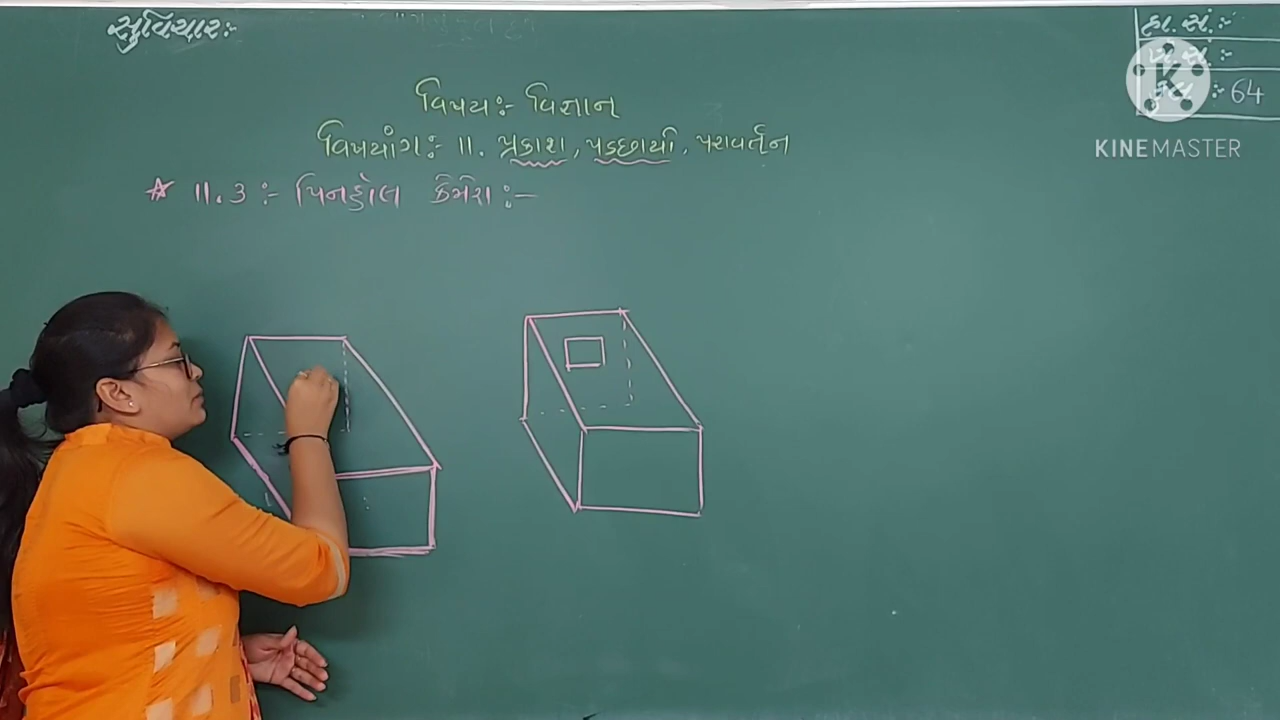 સુવિચાર:-
હા. સં. :-
સં. :-
કુલ :- 64
વિષય:- વિજ્ઞાન
વિષયાંગ:- 11. પ્રકાશ, પડછાયો, પરાવર્તન
* 11.3 :- પિનહોલ કેમેરા :-
KINEMASTER